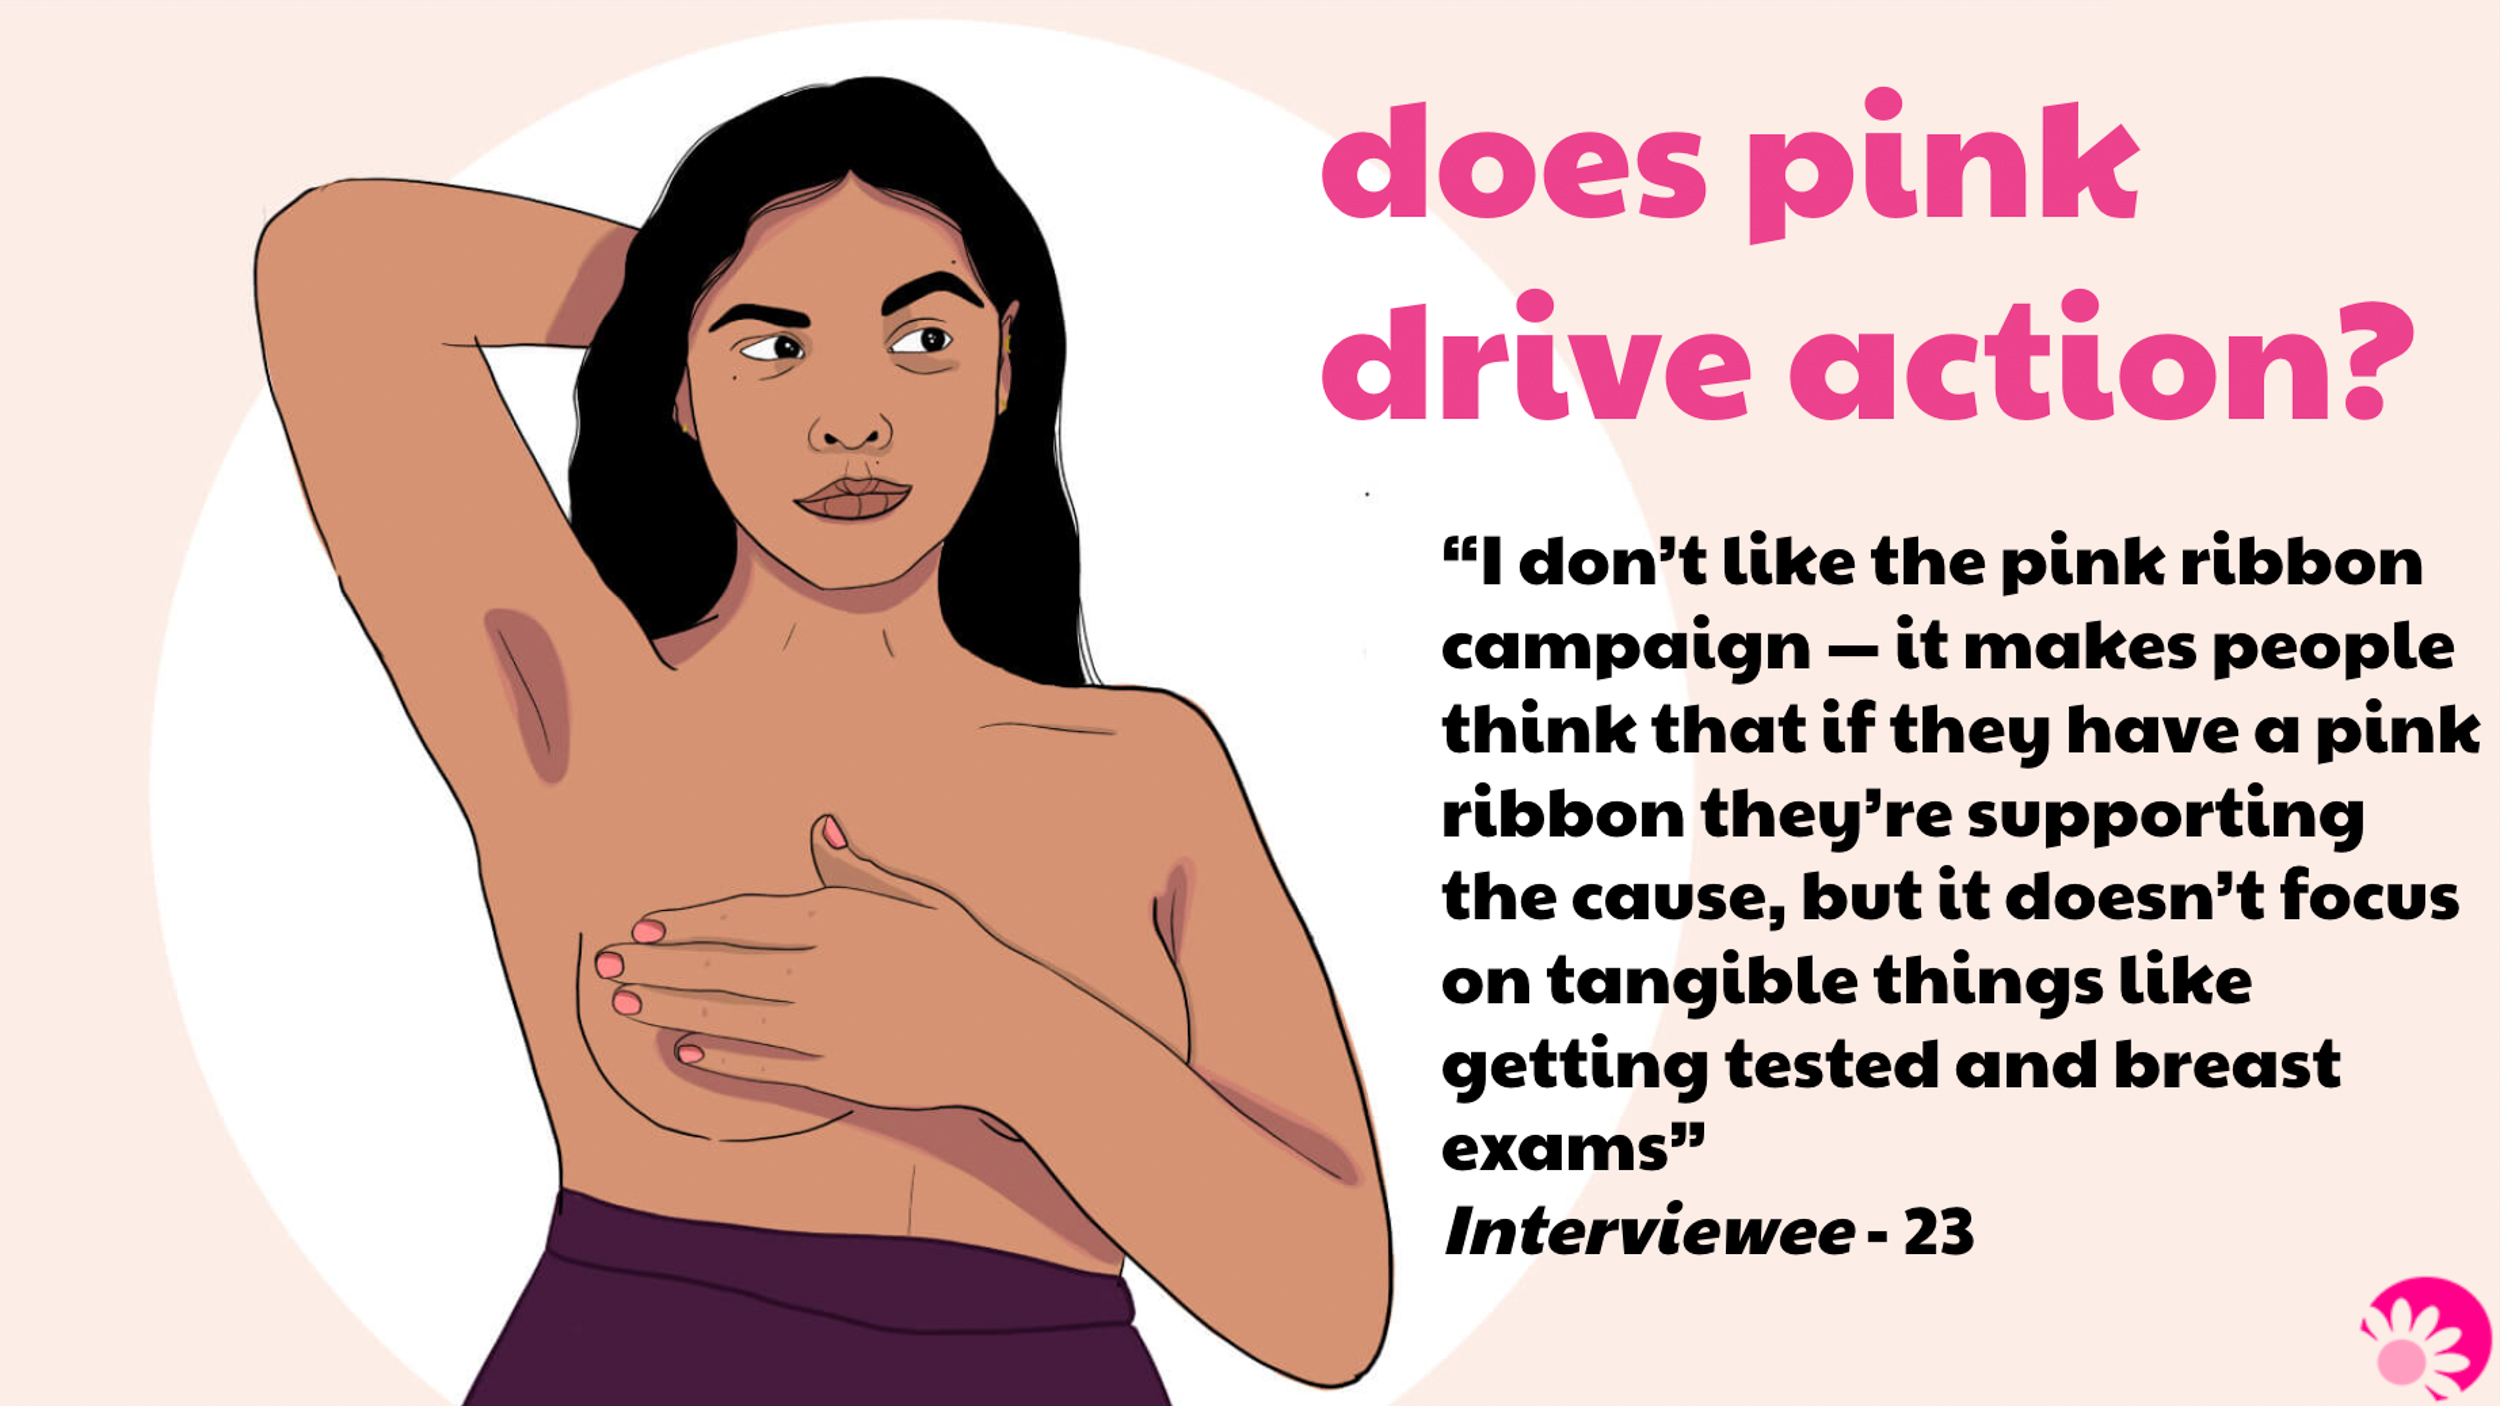 does pink
drive action?
“I don’t like the pink ribbon
campaign — it makes people
think that if they have a pink
ribbon they’re supporting
the cause, but it doesn’t focus
on tangible things like
getting tested and breast
exams”
Interviewee - 23